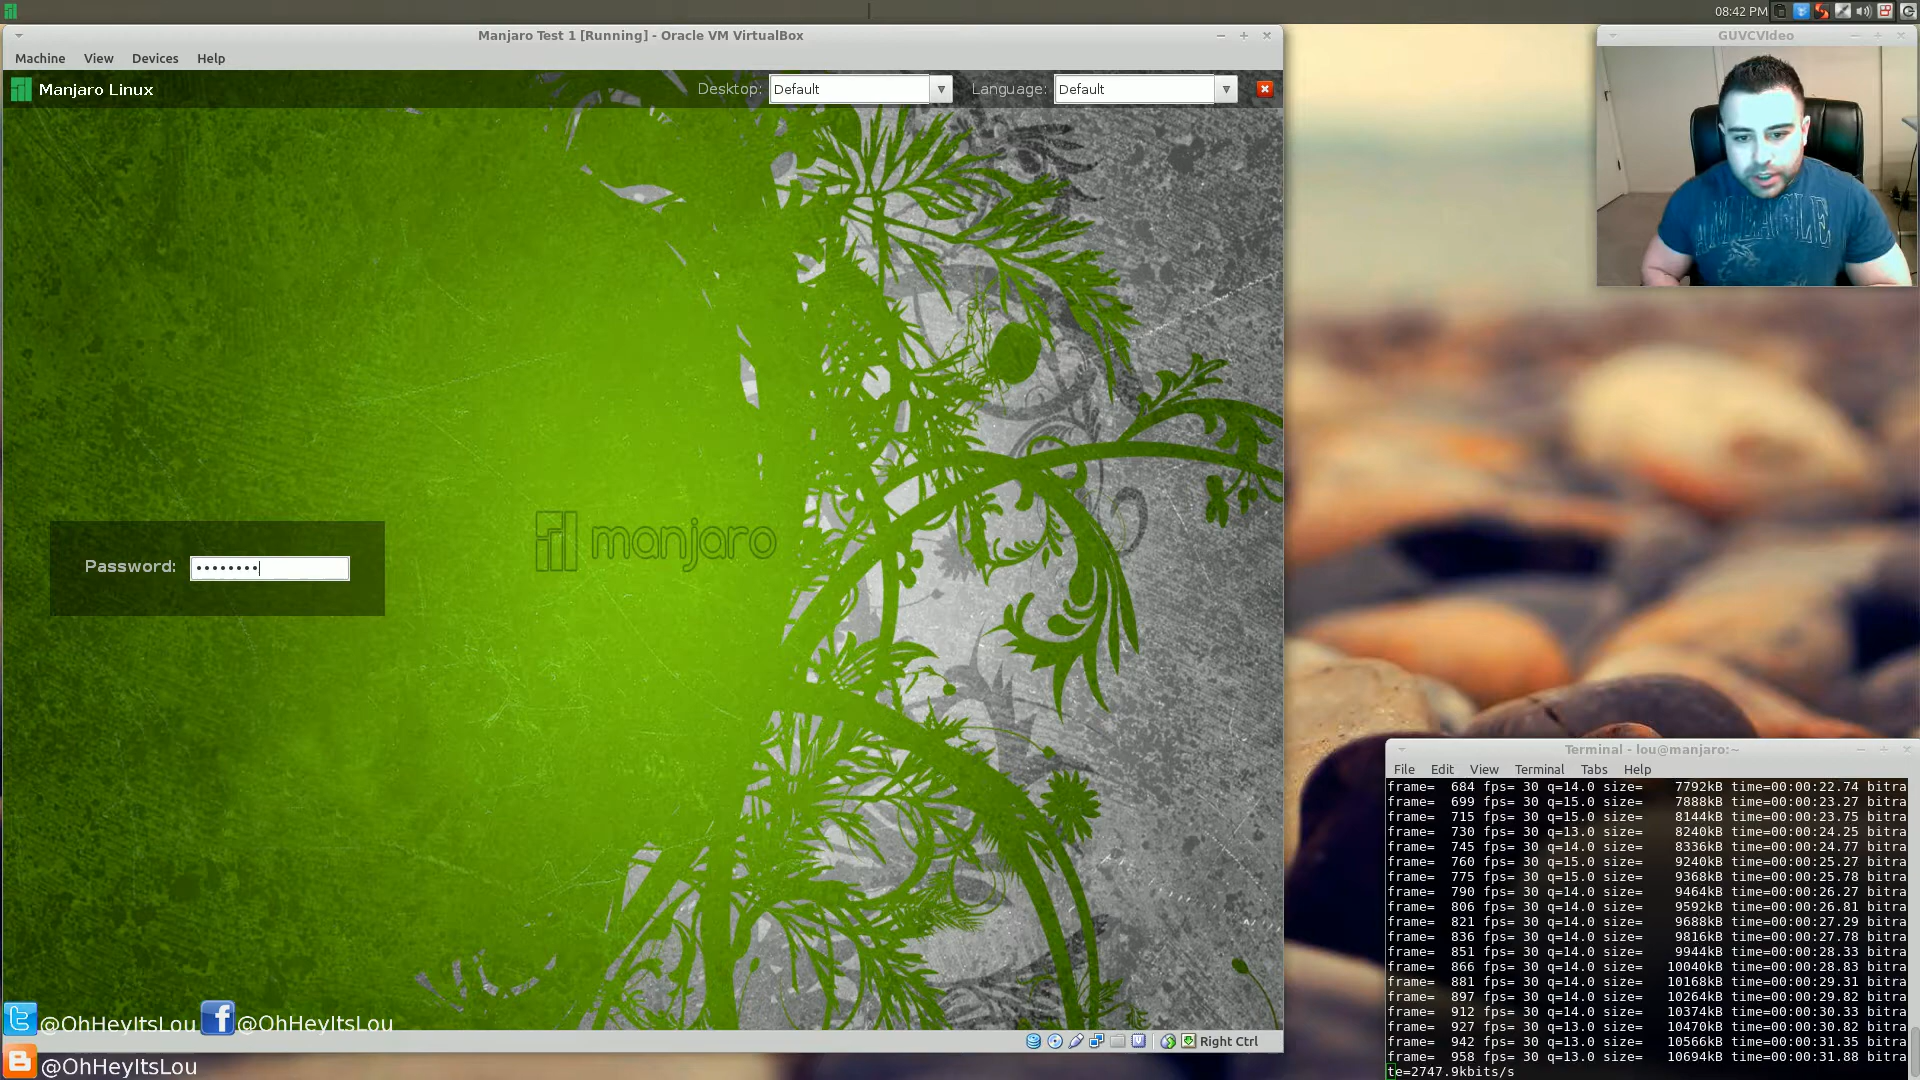 08:42 PM
Manjaro Test 1 [Running] - Oracle VM VirtualBox
GUVCVIdeo
Machine View Devices Help
Manjaro Linux
Desktop: Default Language: Default
manjaro
Password: ••••••••
Terminal - lou@manjaro:~
File Edit View Terminal Tabs Help
frame= 684 fps= 30 q=14.0 size= 7792kB time=00:00:22.74 bitra
frame= 699 fps= 30 q=15.0 size= 7888kB time=00:00:23.27 bitra
frame= 715 fps= 30 q=15.0 size= 8144kB time=00:00:23.75 bitra
frame= 730 fps= 30 q=13.0 size= 8240kB time=00:00:24.25 bitra
frame= 745 fps= 30 q=14.0 size= 8336kB time=00:00:24.77 bitra
frame= 760 fps= 30 q=15.0 size= 9240kB time=00:00:25.27 bitra
frame= 775 fps= 30 q=15.0 size= 9368kB time=00:00:25.78 bitra
frame= 790 fps= 30 q=14.0 size= 9464kB time=00:00:26.27 bitra
frame= 806 fps= 30 q=14.0 size= 9592kB time=00:00:26.81 bitra
frame= 821 fps= 30 q=14.0 size= 9688kB time=00:00:27.29 bitra
frame= 836 fps= 30 q=14.0 size= 9816kB time=00:00:27.78 bitra
frame= 851 fps= 30 q=14.0 size= 9944kB time=00:00:28.33 bitra
frame= 866 fps= 30 q=14.0 size= 10040kB time=00:00:28.83 bitra
frame= 881 fps= 30 q=14.0 size= 10168kB time=00:00:29.31 bitra
frame= 897 fps= 30 q=14.0 size= 10264kB time=00:00:29.82 bitra
frame= 912 fps= 30 q=14.0 size= 10374kB time=00:00:30.33 bitra
frame= 927 fps= 30 q=13.0 size= 10470kB time=00:00:30.82 bitra
frame= 942 fps= 30 q=13.0 size= 10566kB time=00:00:31.35 bitra
frame= 958 fps= 30 q=13.0 size= 10694kB time=00:00:31.88 bitra
te=2747.9kbits/s
@OhHeyItsLou @OhHeyItsLou
Right Ctrl
@OhHeyItsLou